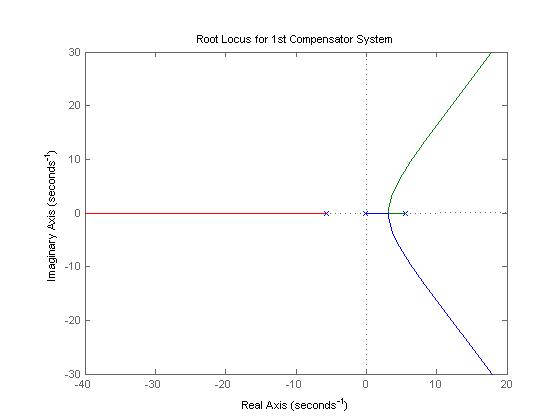 Root Locus for 1st Compensator System
30
20
10
0
-10
-20
-30
Imaginary Axis (seconds⁻¹)
-40 -30 -20 -10 0 10 20
Real Axis (seconds⁻¹)